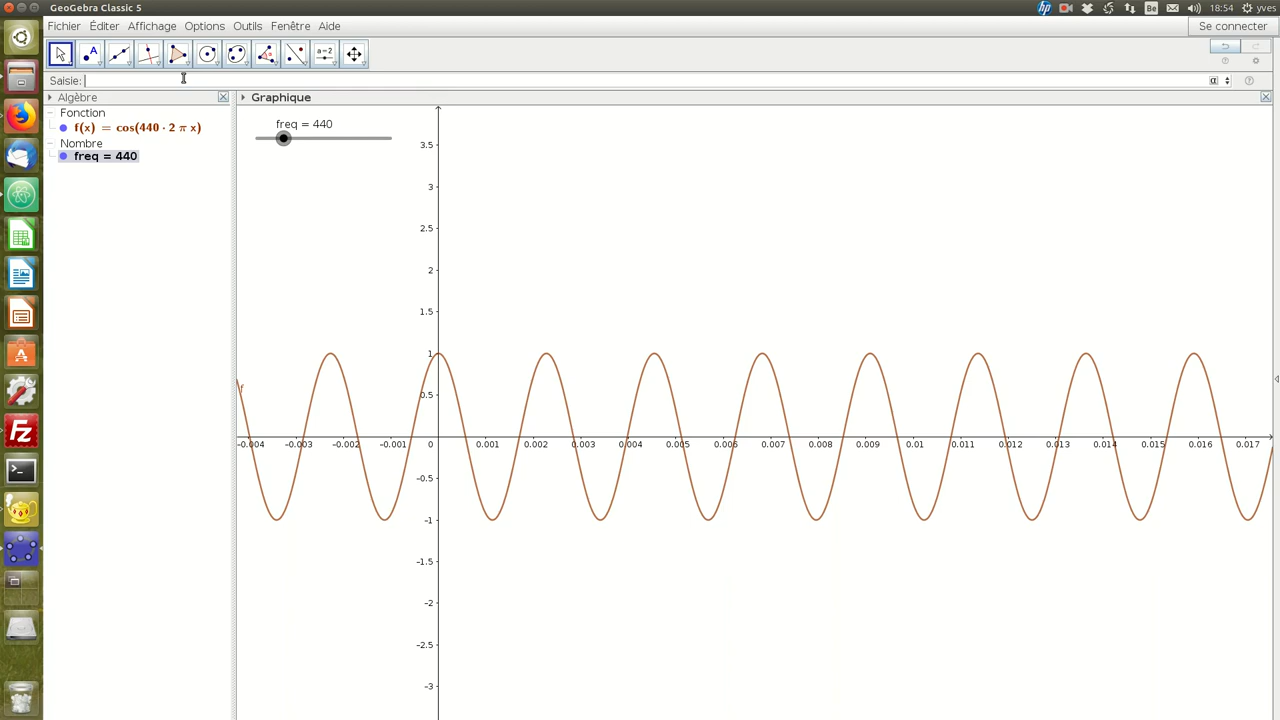 GeoGebra Classic 5
Be
18:54
yves
Fichier Éditer Affichage Options Outils Fenêtre Aide
Se connecter
A
a=2
Saisie:
α
Algèbre
Graphique
Fonction
f(x) = cos(440 · 2 π x)
Nombre
freq = 440
freq = 440
3.5
3
2.5
2
1.5
1
0.5
f
-0.004 -0.003 -0.002 -0.001 0 0.001 0.002 0.003 0.004 0.005 0.006 0.007 0.008 0.009 0.01 0.011 0.012 0.013 0.014 0.015 0.016 0.017
-0.5
-1
-1.5
-2
-2.5
-3